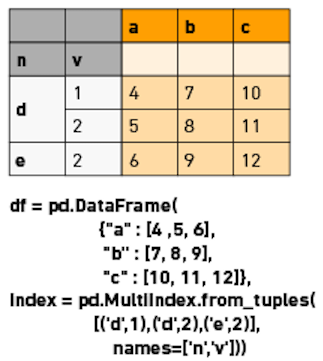 a b c
n v
d 1 4 7 10
2 5 8 11
e 2 6 9 12
df = pd.DataFrame(
{"a" : [4 ,5, 6],
"b" : [7, 8, 9],
"c" : [10, 11, 12]},
index = pd.MultiIndex.from_tuples(
[('d',1),('d',2),('e',2)],
names=['n','v']))